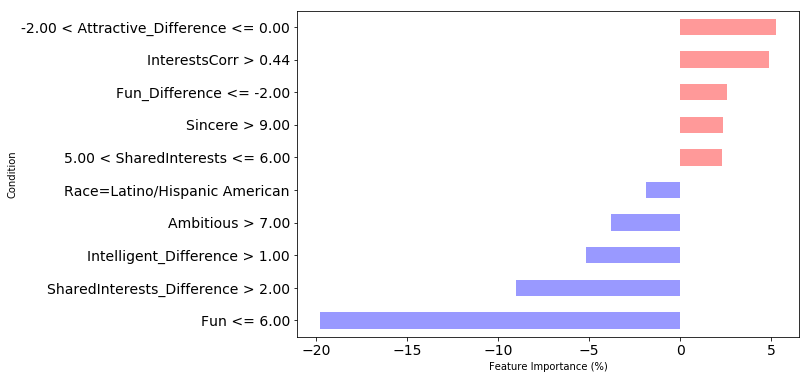 -2.00 < Attractive_Difference <= 0.00
InterestsCorr > 0.44
Fun_Difference <= -2.00
Sincere > 9.00
5.00 < SharedInterests <= 6.00
Race=Latino/Hispanic American
Ambitious > 7.00
Intelligent_Difference > 1.00
SharedInterests_Difference > 2.00
Fun <= 6.00
Condition
−20 −15 −10 −5 0 5
Feature Importance (%)